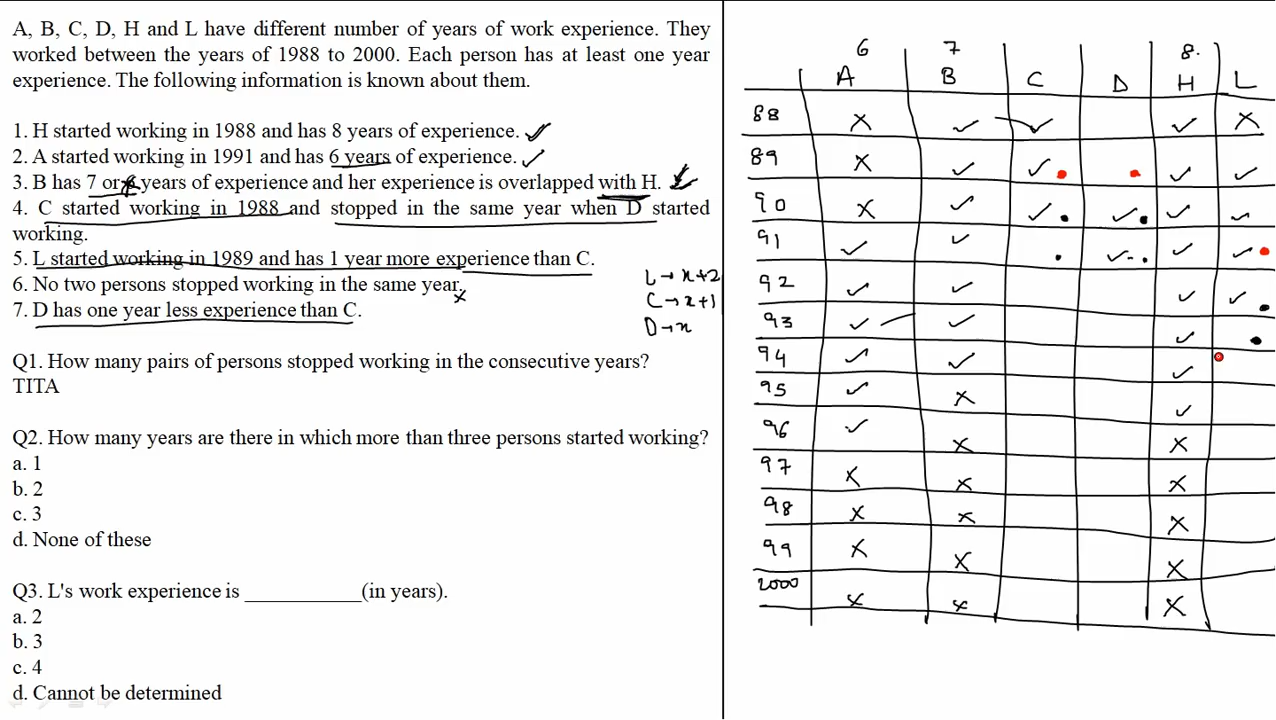 A, B, C, D, H and L have different number of years of work experience. They
worked between the years of 1988 to 2000. Each person has at least one year
experience. The following information is known about them.
1. H started working in 1988 and has 8 years of experience. ✓
2. A started working in 1991 and has 6 years of experience. ✓
3. B has 7 or years of experience and her experience is overlapped with H.
4. C started working in 1988 and stopped in the same year when D started
working.
5. L started working in 1989 and has 1 year more experience than C.
6. No two persons stopped working in the same year.
7. D has one year less experience than C.
L → x+2
C → x+1
D → x
Q1. How many pairs of persons stopped working in the consecutive years?
TITA
Q2. How many years are there in which more than three persons started working?
a. 1
b. 2
c. 3
d. None of these
Q3. L's work experience is ___________(in years).
a. 2
b. 3
c. 4
d. Cannot be determined
6 7 8.
A B C D H L
88 × ✓ ✓ ✓ ×
89 × ✓ ✓ ✓ ✓
90 × ✓ ✓ ✓ ✓ ✓
91 ✓ ✓ ✓ ✓ ✓
92 ✓ ✓ ✓ ✓
93 ✓ ✓ ✓
94 ✓ ✓ ✓
95 ✓ × ✓
96 ✓ × ×
97 × × ×
98 × × ×
99 × × ×
2000 × × ×